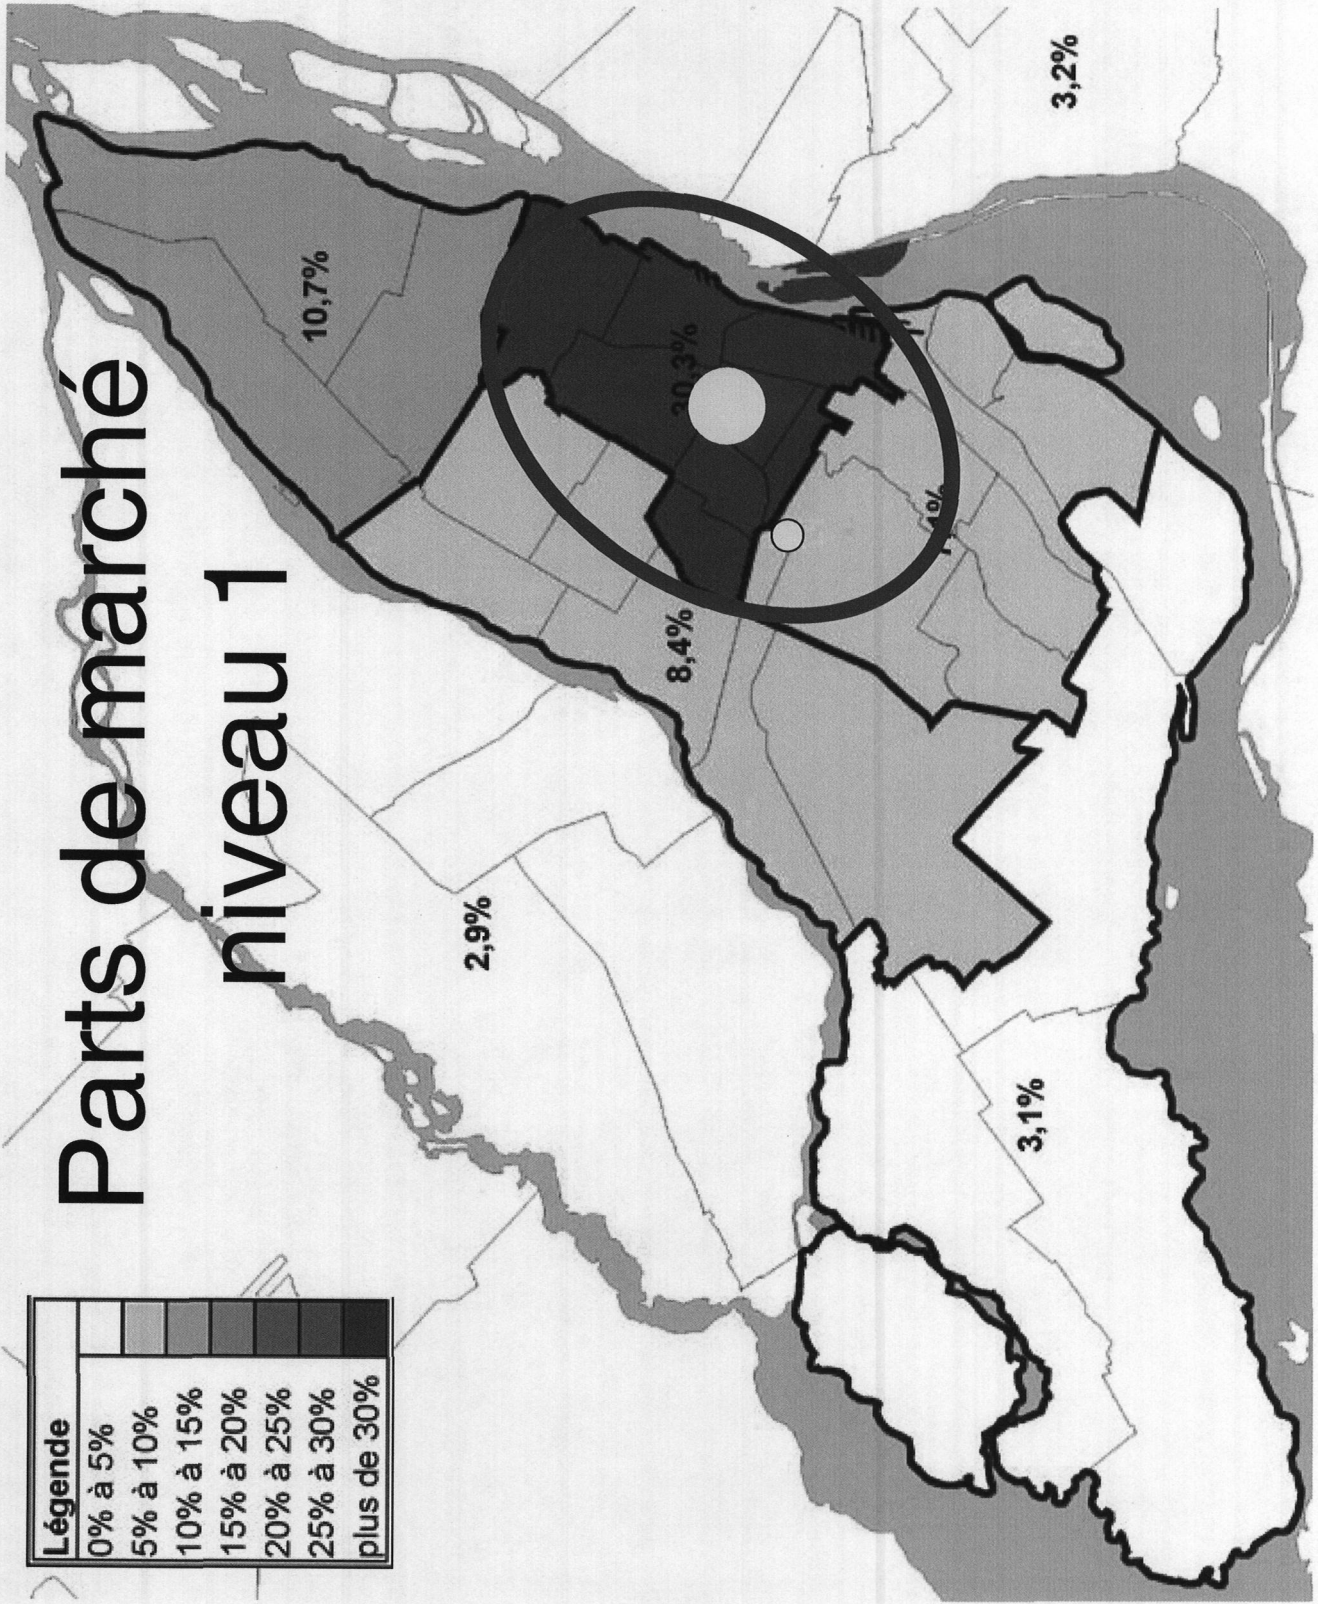 Parts de marché
niveau 1
Légende
0% à 5%
5% à 10%
10% à 15%
15% à 20%
20% à 25%
25% à 30%
plus de 30%
10,7%
8,4%
2,9%
3,1%
3,2%